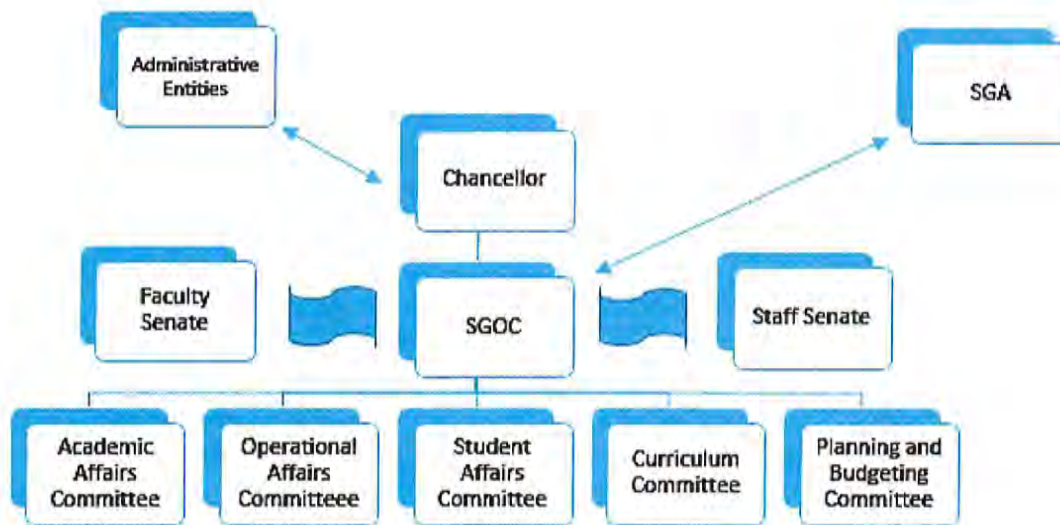 Administrative
Entities
SGA
Chancellor
Faculty
Senate
SGOC
Staff Senate
Academic
Affairs
Committee
Operational
Affairs
Committeee
Student
Affairs
Committee
Curriculum
Committee
Planning and
Budgeting
Committee